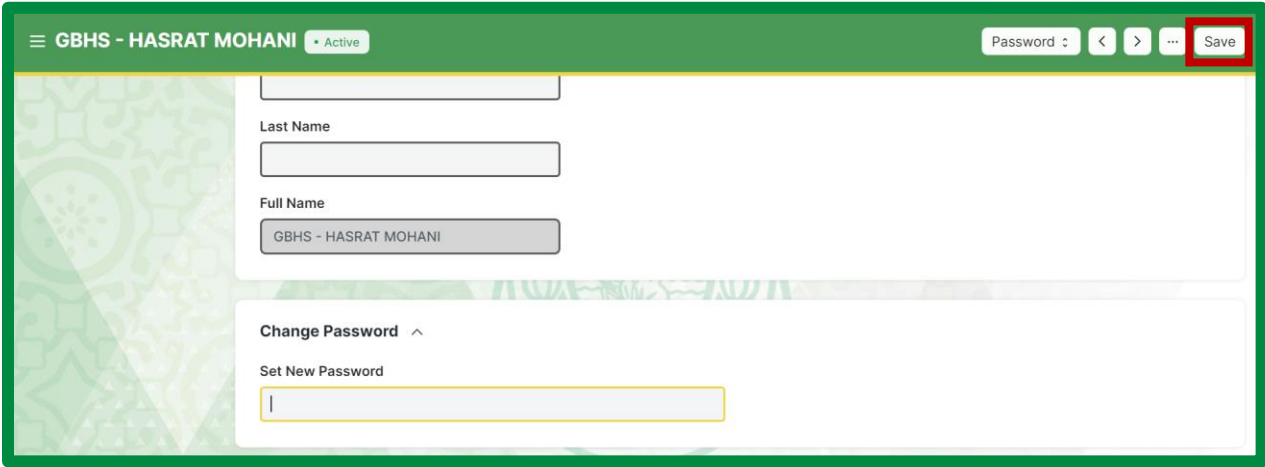 GBHS - HASRAT MOHANI • Active Password < > ... Save
Last Name
Full Name
GBHS - HASRAT MOHANI
Change Password
Set New Password